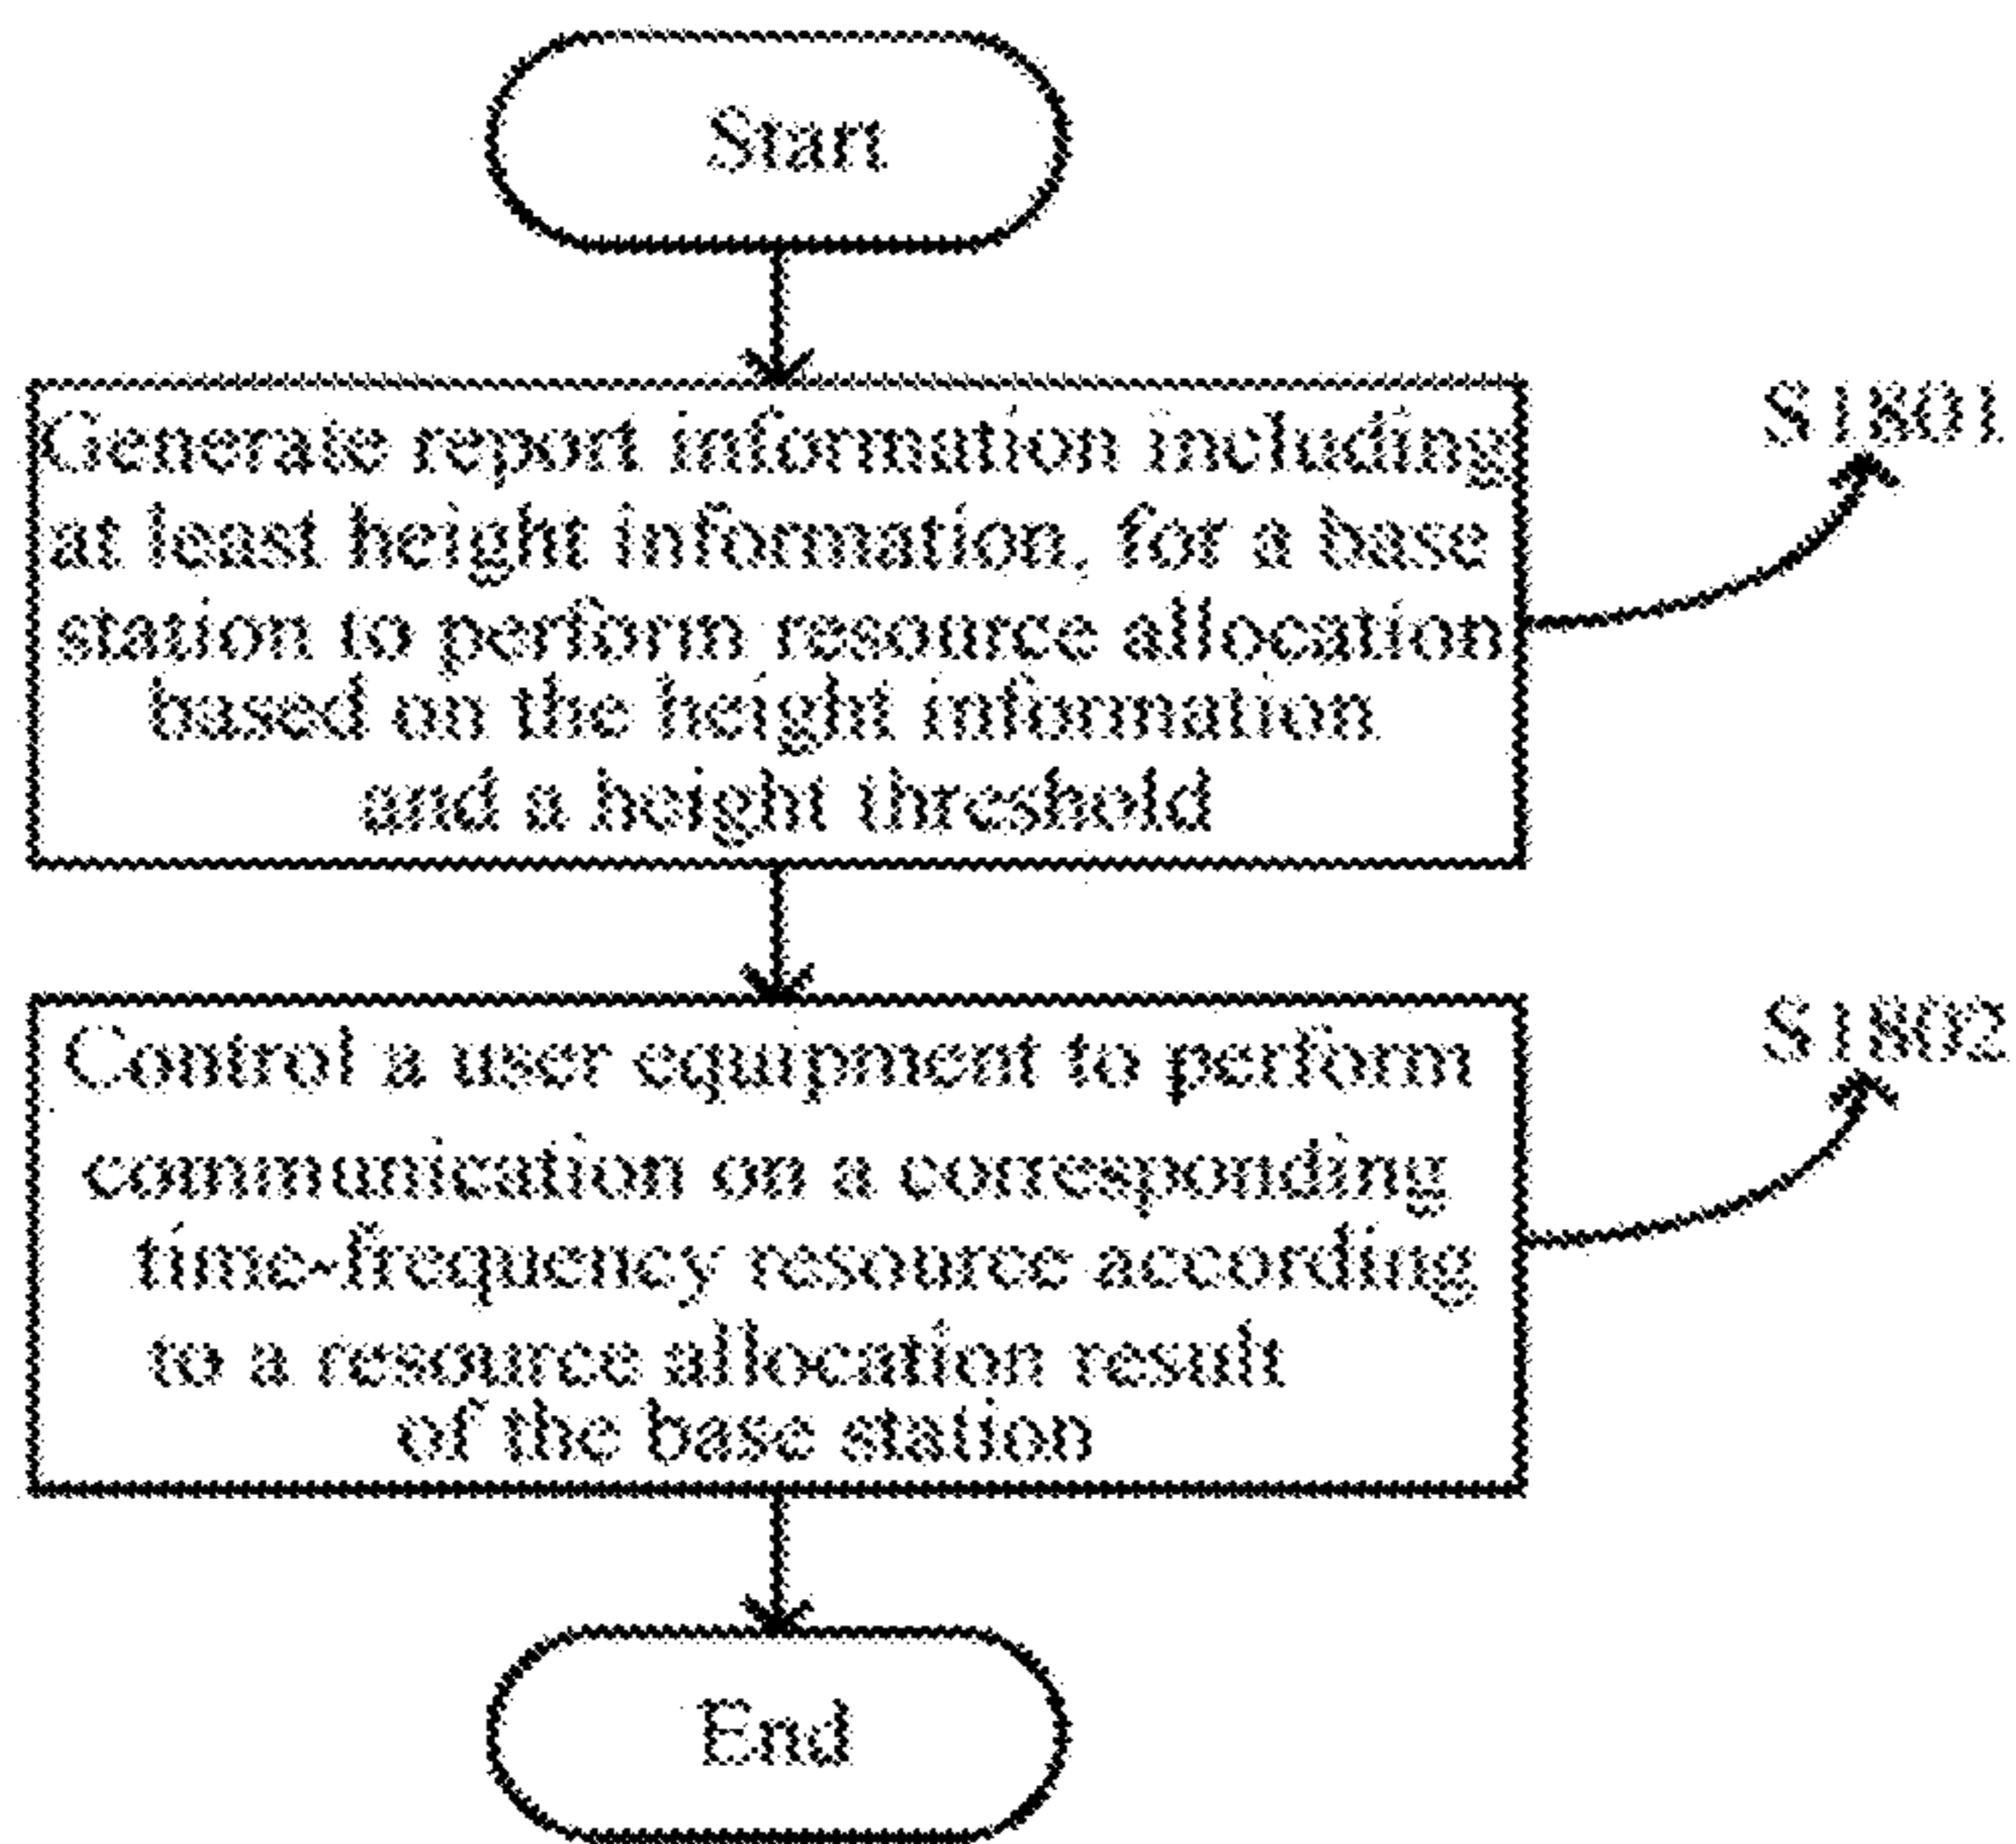 Start
Generate report information including
S1801
at least height information, for a base
station to perform resource allocation
based on the height information
and a height threshold
Control a user equipment to perform
S1802
communication on a corresponding
time-frequency resource according
to a resource allocation result
of the base station
End